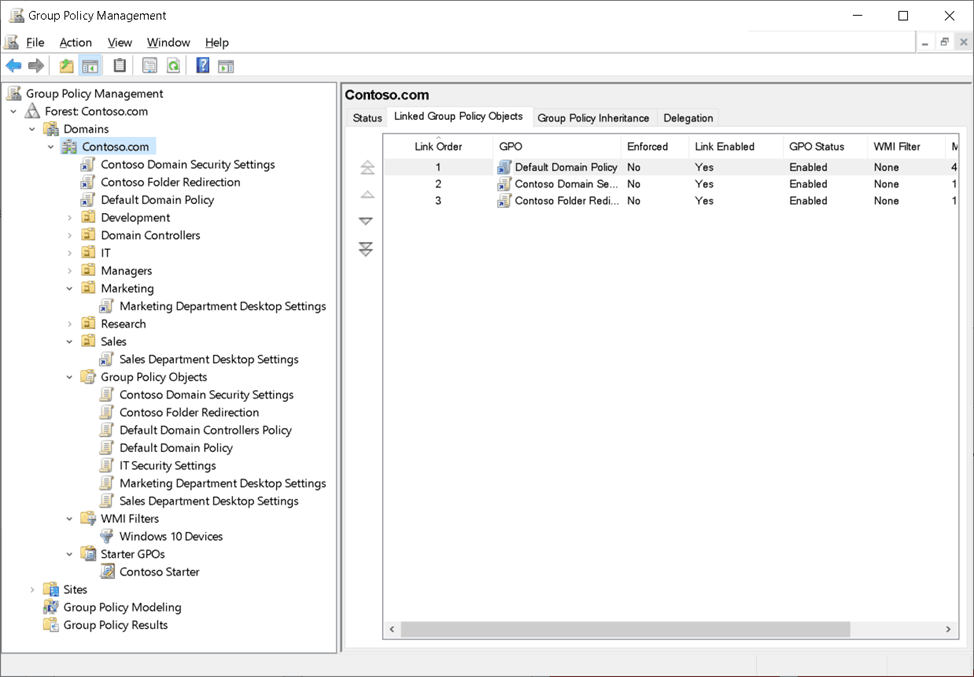 Group Policy Management
File Action View Window Help
Group Policy Management
Forest: Contoso.com
Domains
Contoso.com
Contoso Domain Security Settings
Contoso Folder Redirection
Default Domain Policy
Development
Domain Controllers
IT
Managers
Marketing
Marketing Department Desktop Settings
Research
Sales
Sales Department Desktop Settings
Group Policy Objects
Contoso Domain Security Settings
Contoso Folder Redirection
Default Domain Controllers Policy
Default Domain Policy
IT Security Settings
Marketing Department Desktop Settings
Sales Department Desktop Settings
WMI Filters
Windows 10 Devices
Starter GPOs
Contoso Starter
Sites
Group Policy Modeling
Group Policy Results
Contoso.com
Status Linked Group Policy Objects Group Policy Inheritance Delegation
Link Order GPO Enforced Link Enabled GPO Status WMI Filter M
1 Default Domain Policy No Yes Enabled None 4
2 Contoso Domain Se... No Yes Enabled None 1
3 Contoso Folder Redi... No Yes Enabled None 1